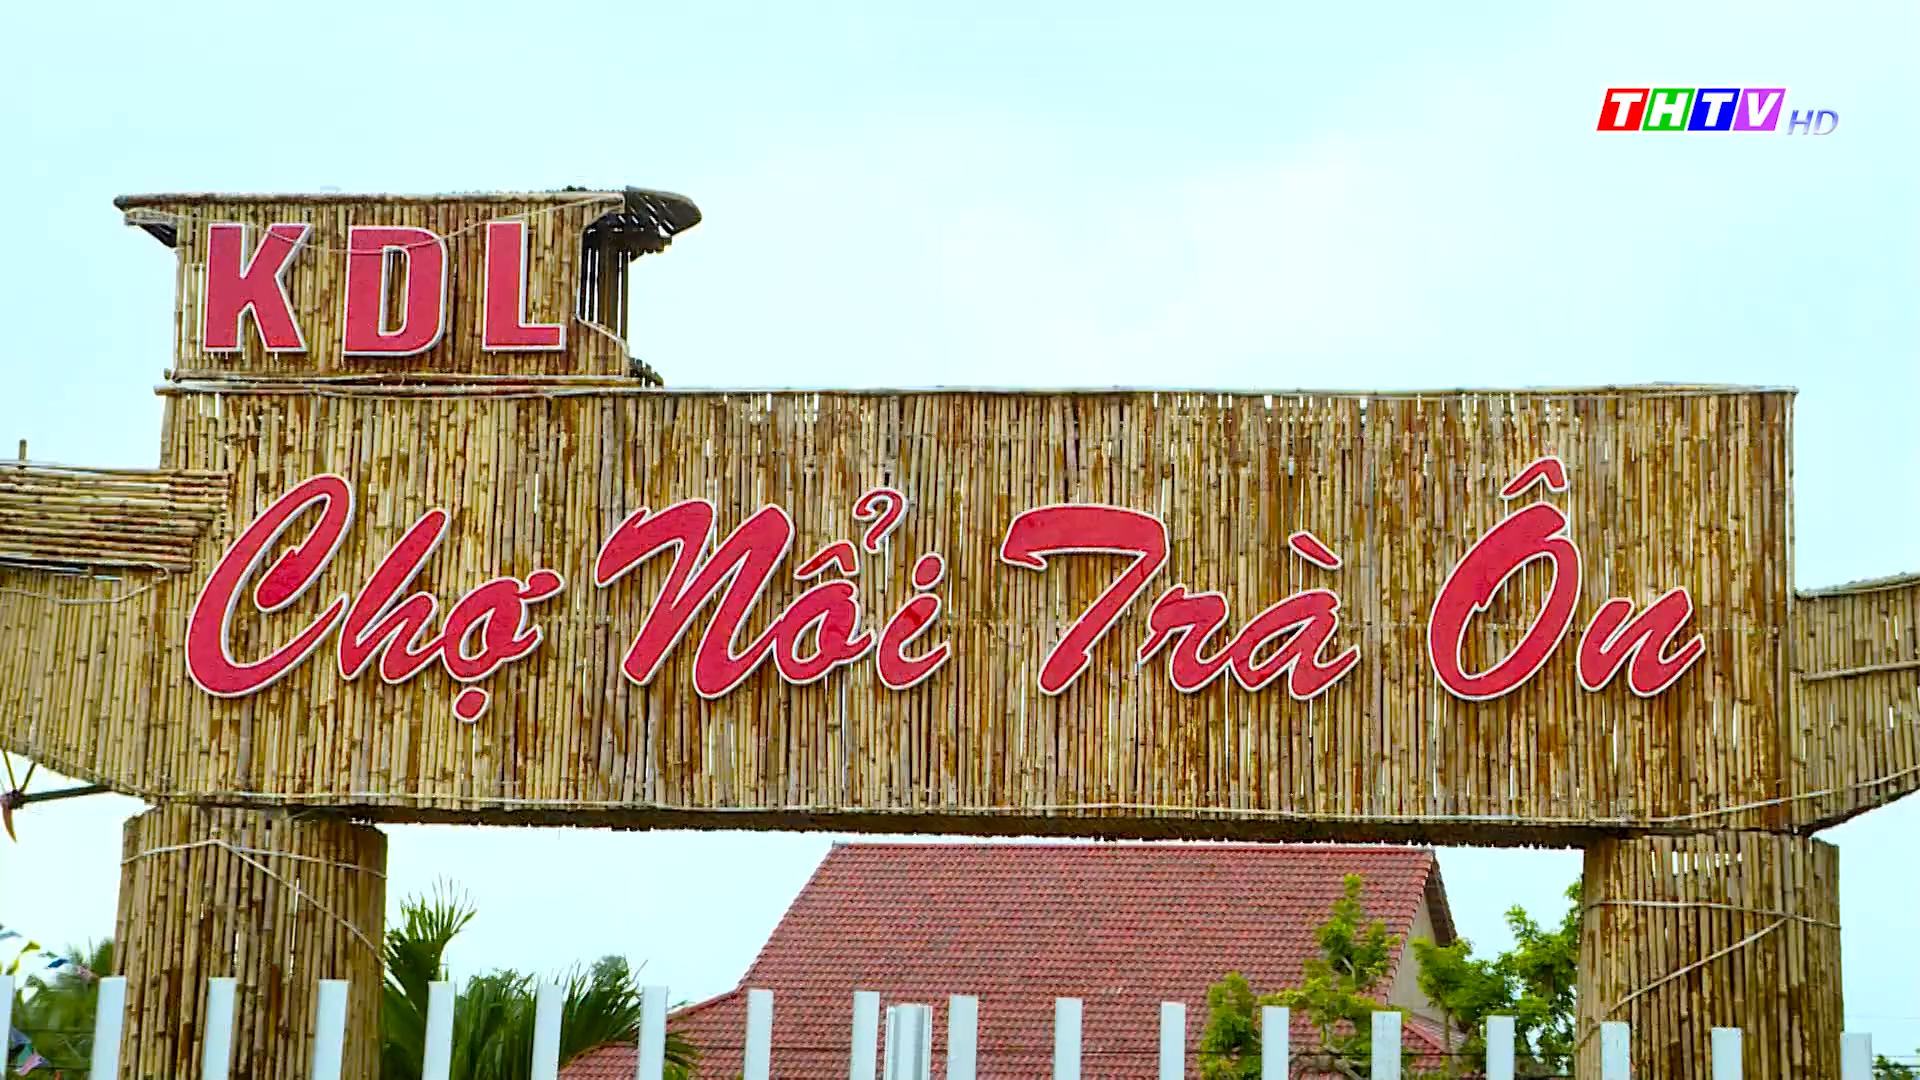 THTV HD
KDL
Chợ Nổi Trà Ôn